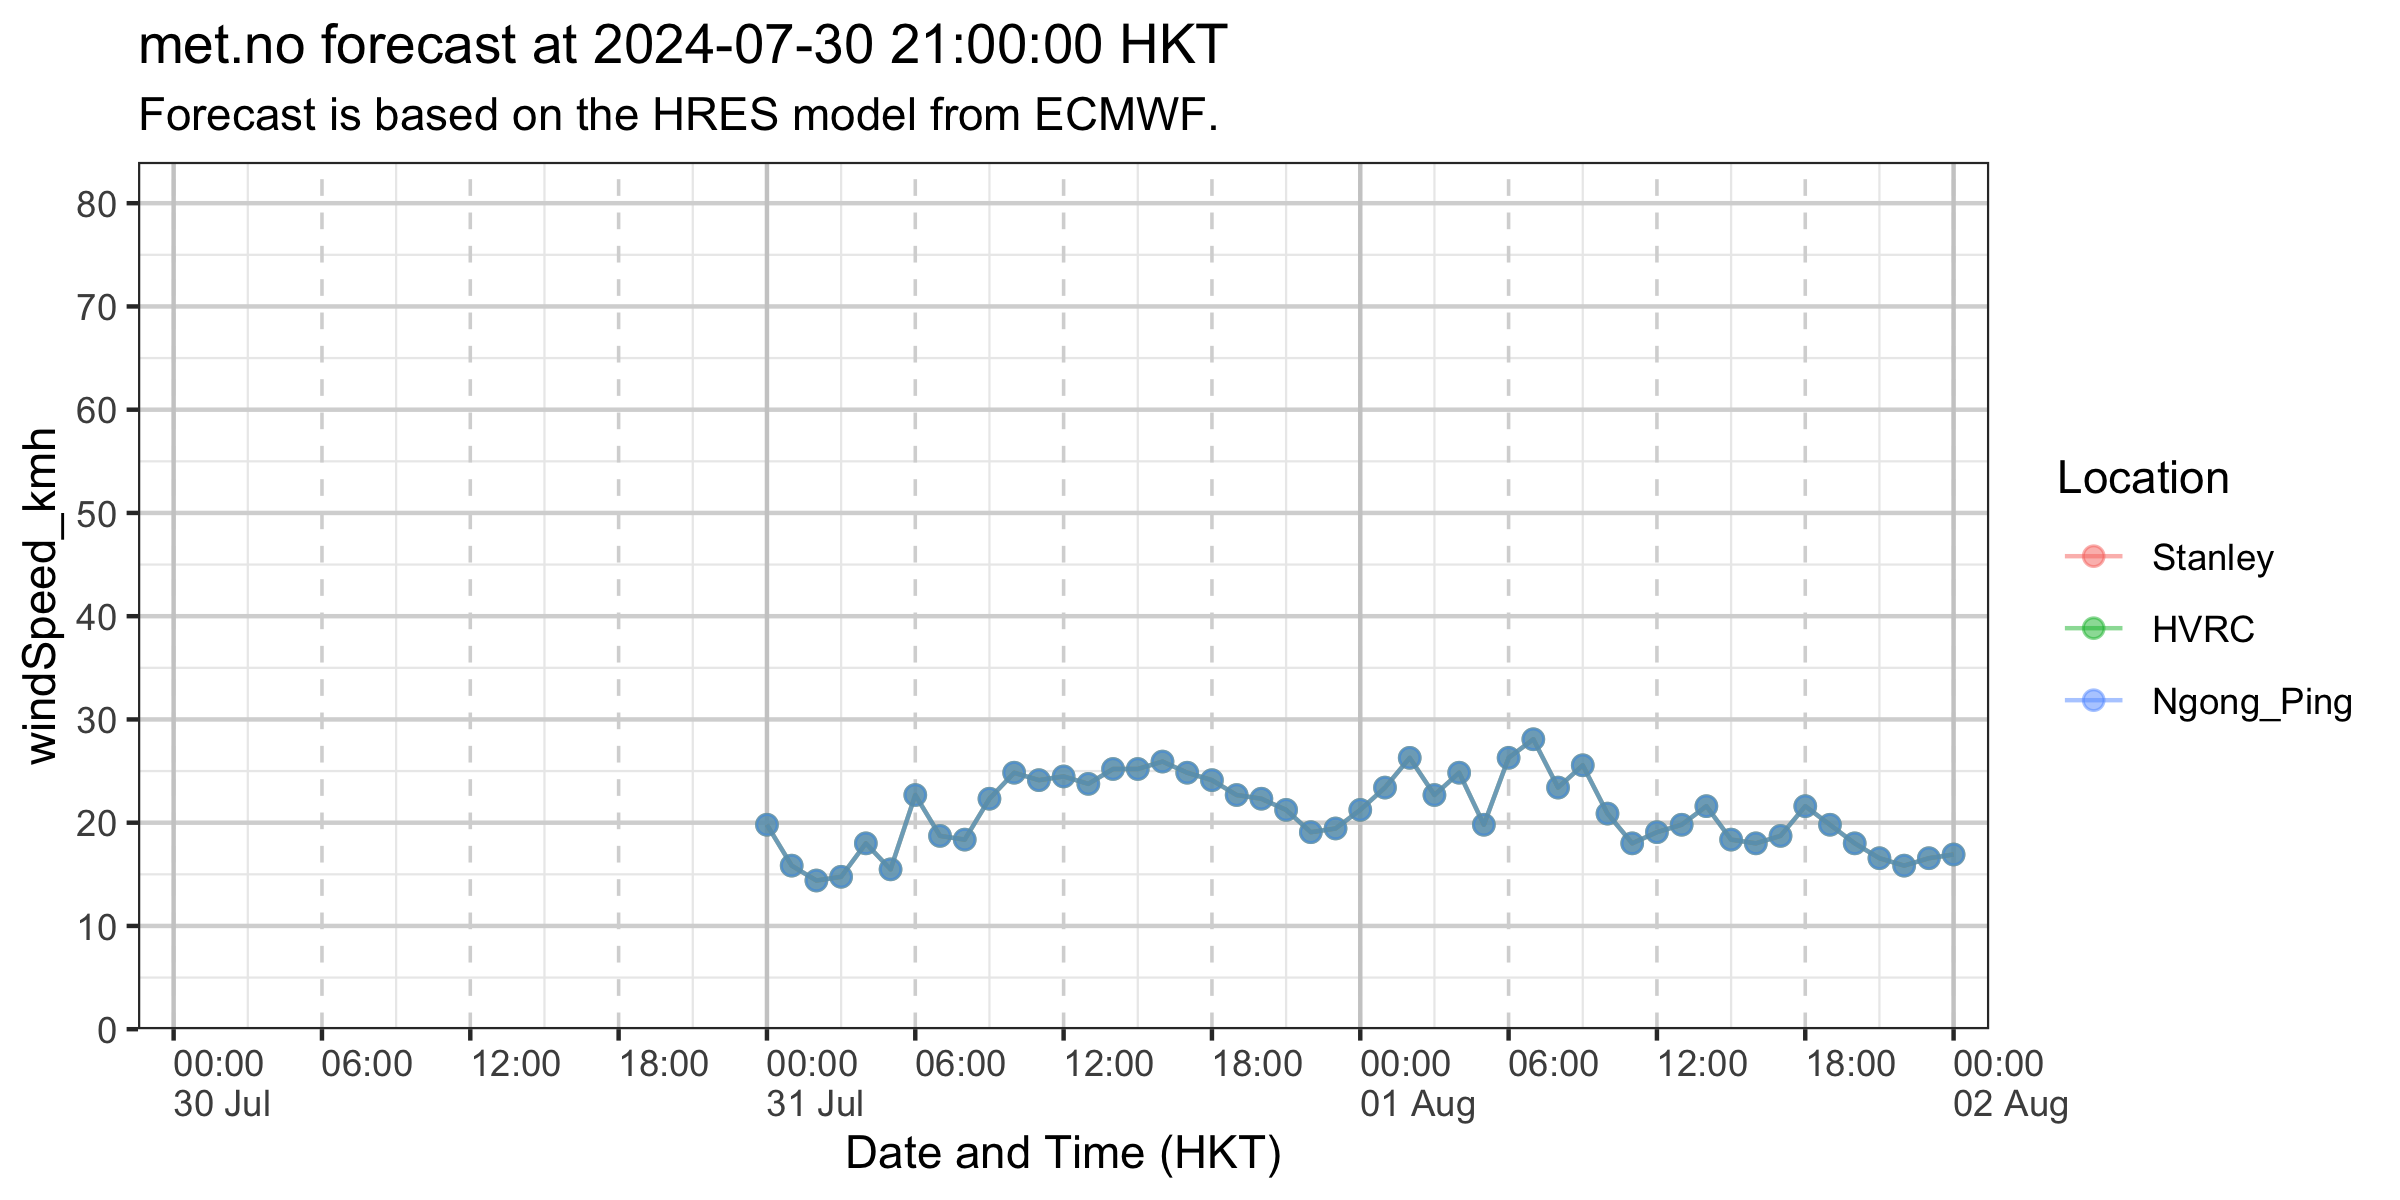 met.no forecast at 2024-07-30 21:00:00 HKT
Forecast is based on the HRES model from ECMWF.
windSpeed_kmh
80
70
60
50
40
30
20
10
0
00:00 06:00 12:00 18:00 00:00 06:00 12:00 18:00 00:00 06:00 12:00 18:00 00:00
30 Jul 31 Jul 01 Aug 02 Aug
Date and Time (HKT)
Location
Stanley
HVRC
Ngong_Ping